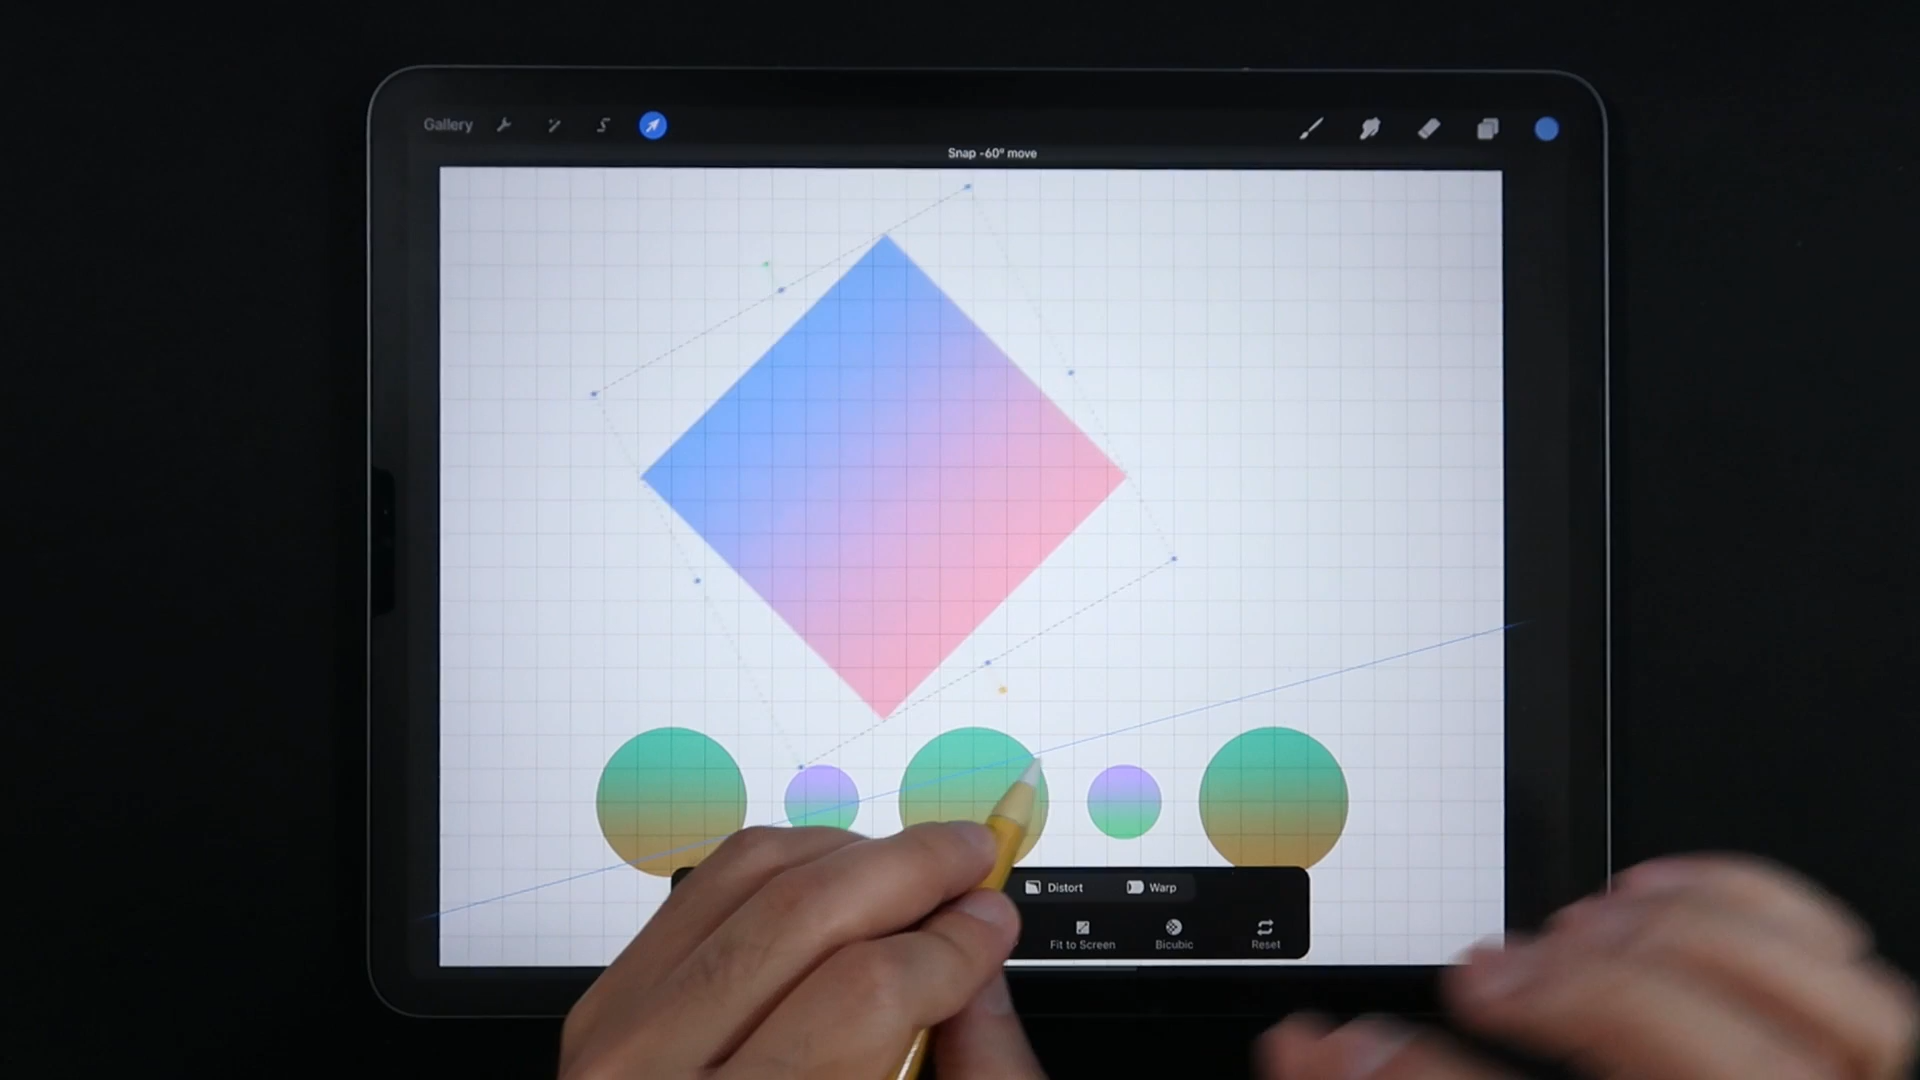 Gallery
Snap -60° move
Distort
Warp
Fit to Screen
Bicubic
Reset